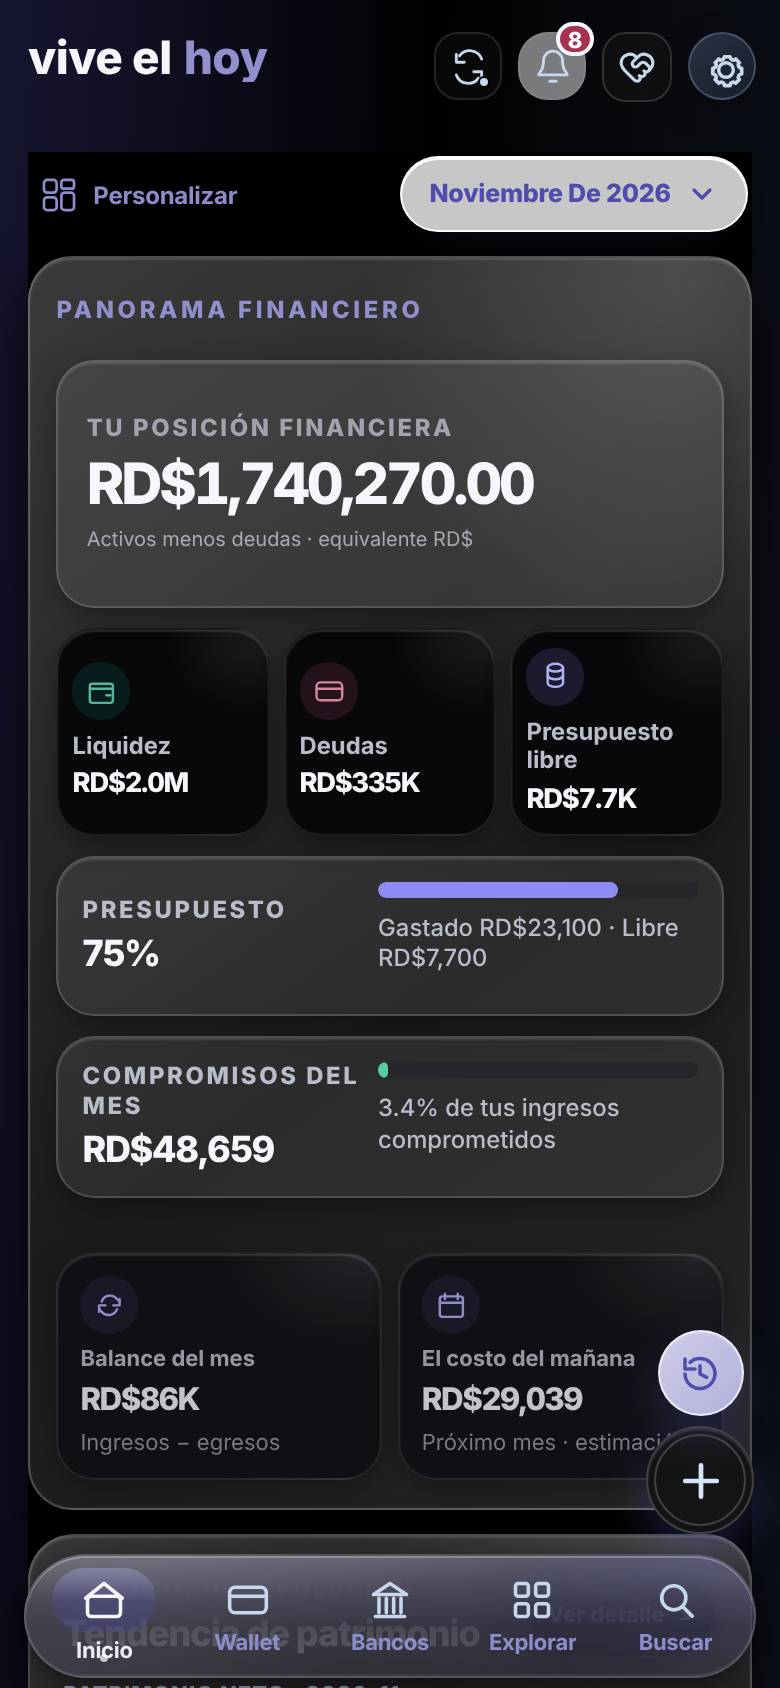 vive el hoy
8
Personalizar
Noviembre De 2026
PANORAMA FINANCIERO
TU POSICIÓN FINANCIERA
RD$1,740,270.00
Activos menos deudas · equivalente RD$
Liquidez
RD$2.0M
Deudas
RD$335K
Presupuesto
libre
RD$7.7K
PRESUPUESTO
75%
Gastado RD$23,100 · Libre
RD$7,700
COMPROMISOS DEL
MES
RD$48,659
3.4% de tus ingresos
comprometidos
Balance del mes
RD$86K
Ingresos – egresos
El costo del mañana
RD$29,039
Próximo mes ·
Tendencia de patrimonio
Ver detalle
Inicio
Wallet
Bancos
Explorar
Buscar